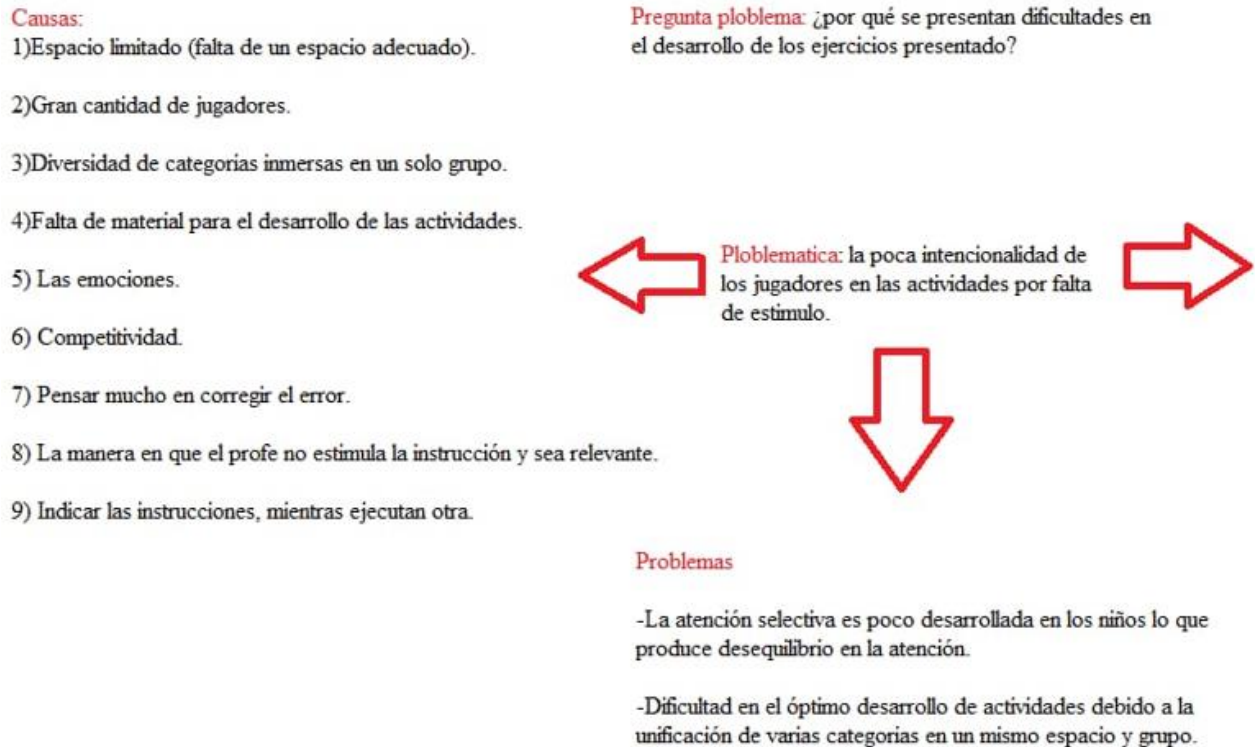 Causas:
1)Espacio limitado (falta de un espacio adecuado).
2)Gran cantidad de jugadores.
3)Diversidad de categorias inmersas en un solo grupo.
4)Falta de material para el desarrollo de las actividades.
5) Las emociones.
6) Competitividad.
7) Pensar mucho en corregir el error.
8) La manera en que el profe no estimula la instrucción y sea relevante.
9) Indicar las instrucciones, mientras ejecutan otra.
Pregunta ploblema: ¿por qué se presentan dificultades en
el desarrollo de los ejercicios presentado?
Ploblematica: la poca intencionalidad de
los jugadores en las actividades por falta
de estimulo.
Problemas
-La atención selectiva es poco desarrollada en los niños lo que
produce desequilibrio en la atención.
-Dificultad en el óptimo desarrollo de actividades debido a la
unificación de varias categorias en un mismo espacio y grupo.